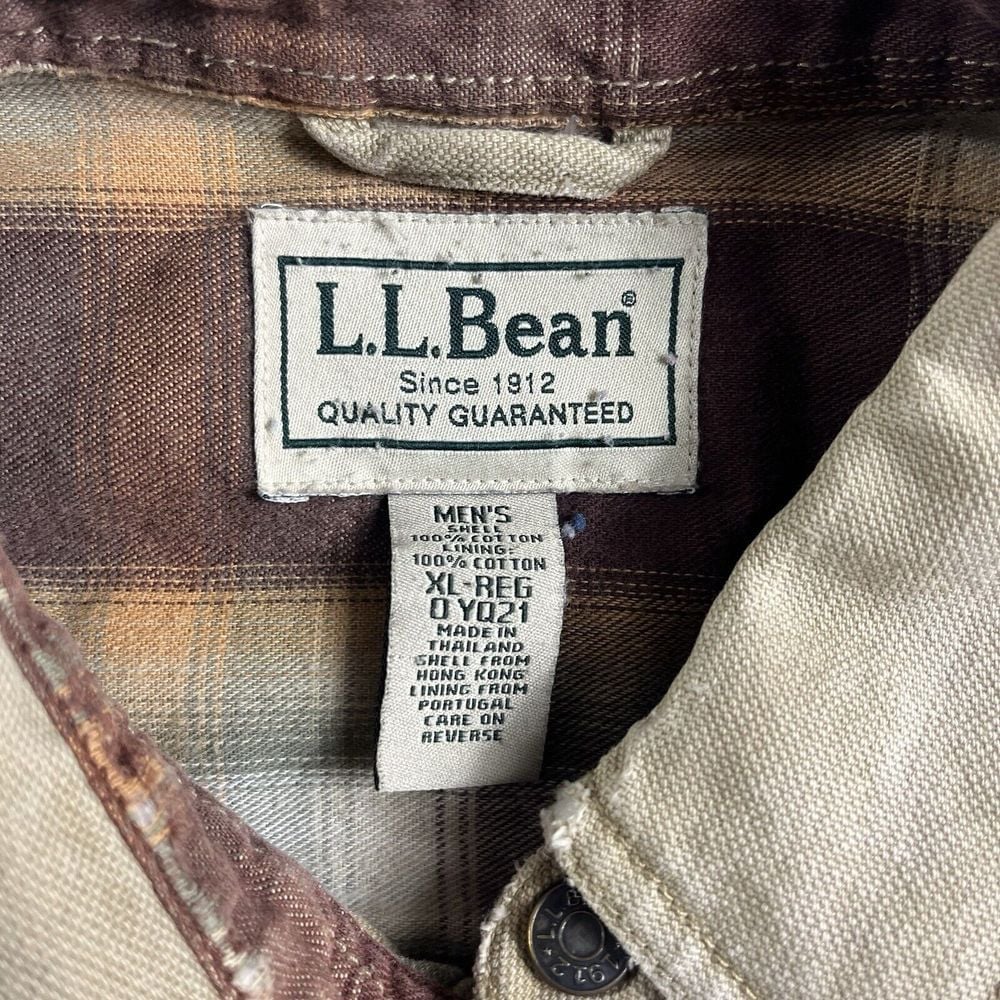 L.L.Bean®
Since 1912
QUALITY GUARANTEED
MEN'S
SHELL
100% COTTON
LINING:
100% COTTON
XL-REG
0YQ21
MADE IN
THAILAND
SHELL FROM
HONG KONG
LINING FROM
PORTUGAL
CARE ON
REVERSE
L.L.